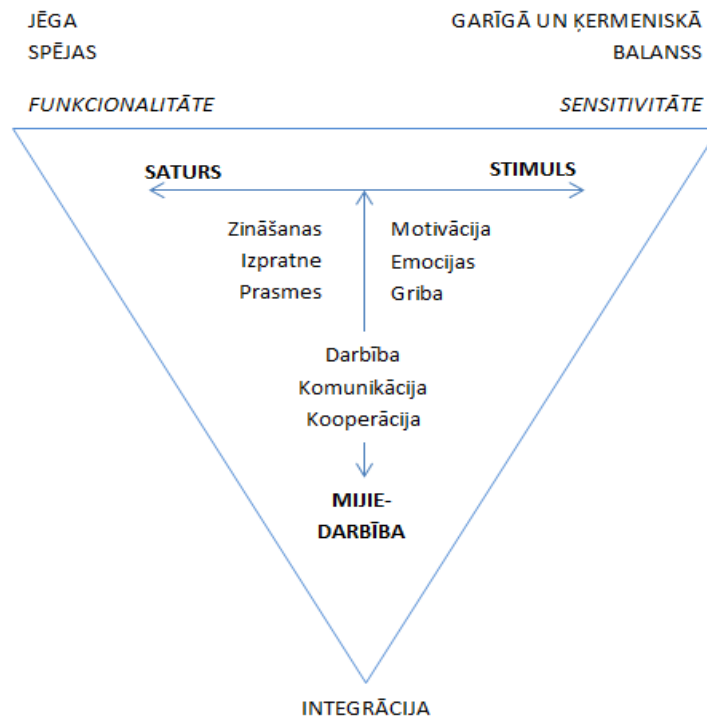 JĒGA
SPĒJAS
GARĪGĀ UN ĶERMENISKĀ
BALANSS
FUNKCIONALITĀTE
SENSITIVITĀTE
SATURS
STIMULS
Zināšanas
Izpratne
Prasmes
Motivācija
Emocijas
Griba
Darbība
Komunikācija
Kooperācija
MIJIE-
DARBĪBA
INTEGRĀCIJA